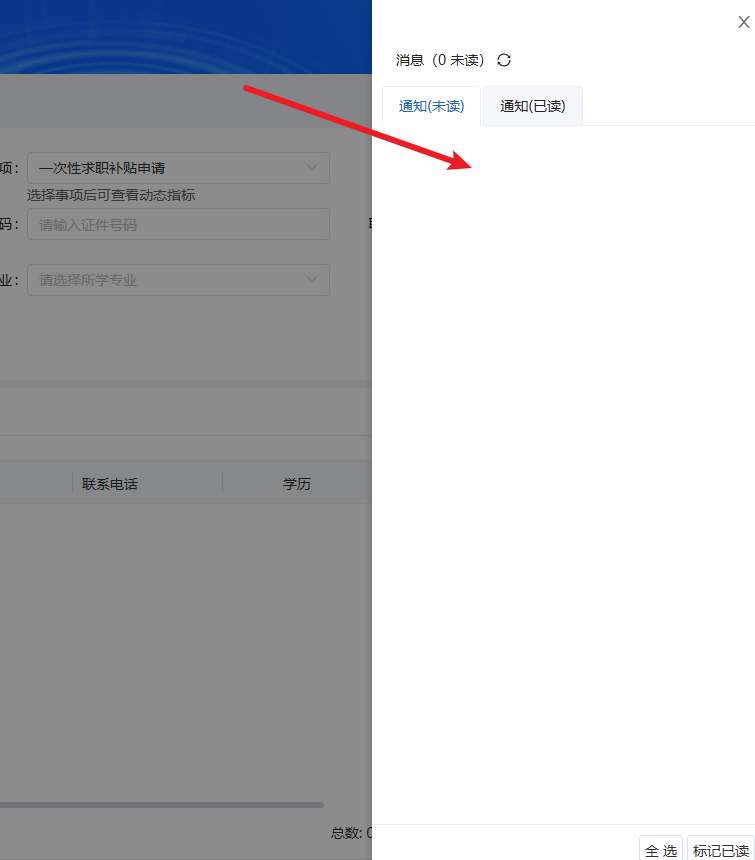 消息（0 未读）
通知(未读)
通知(已读)
项：
一次性求职补贴申请
选择事项后可查看动态指标
码：
请输入证件号码
业：
请选择所学专业
联系电话
学历
总数: 0
全 选
标记已读